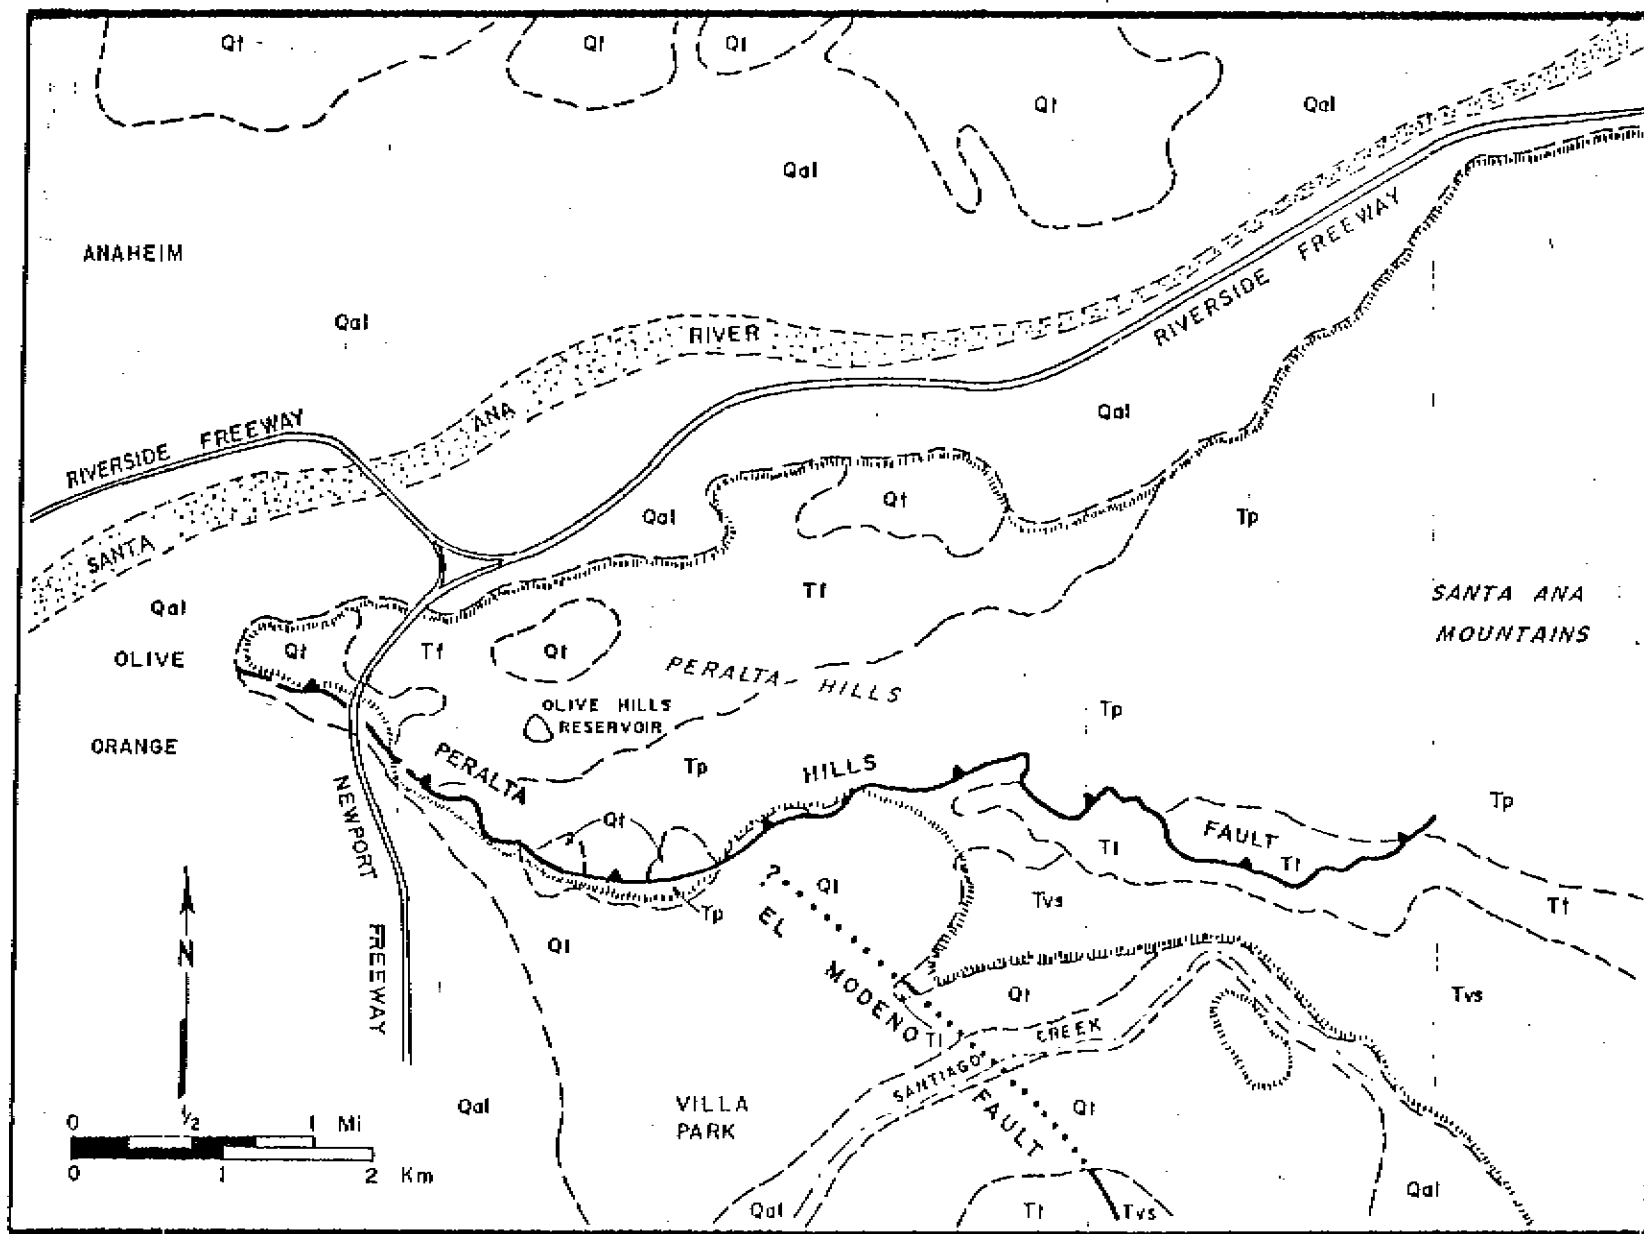 Qt
Qt
Qt
Qt
Qal
Qal
ANAHEIM
Qal
RIVERSIDE FREEWAY
RIVERSIDE FREEWAY
SANTA ANA RIVER
Qal
Qal
Qt
Tp
Tf
Qal
OLIVE
Qt
Tf
Qt
SANTA ANA
MOUNTAINS
PERALTA HILLS
OLIVE HILLS
RESERVOIR
ORANGE
Tp
Tp
Tp
PERALTA HILLS FAULT
NEWPORT FREEWAY
Qt
Tf
Tf
Tf
Qt
Tvs
Tp
?
EL MODENO FAULT
Qt
N
Qt
Tvs
Tf
SANTIAGO CREEK
Qal
VILLA
PARK
Qt
0 1/2 1 Mi
0 1 2 Km
Qal
Tf
Tvs
Qal